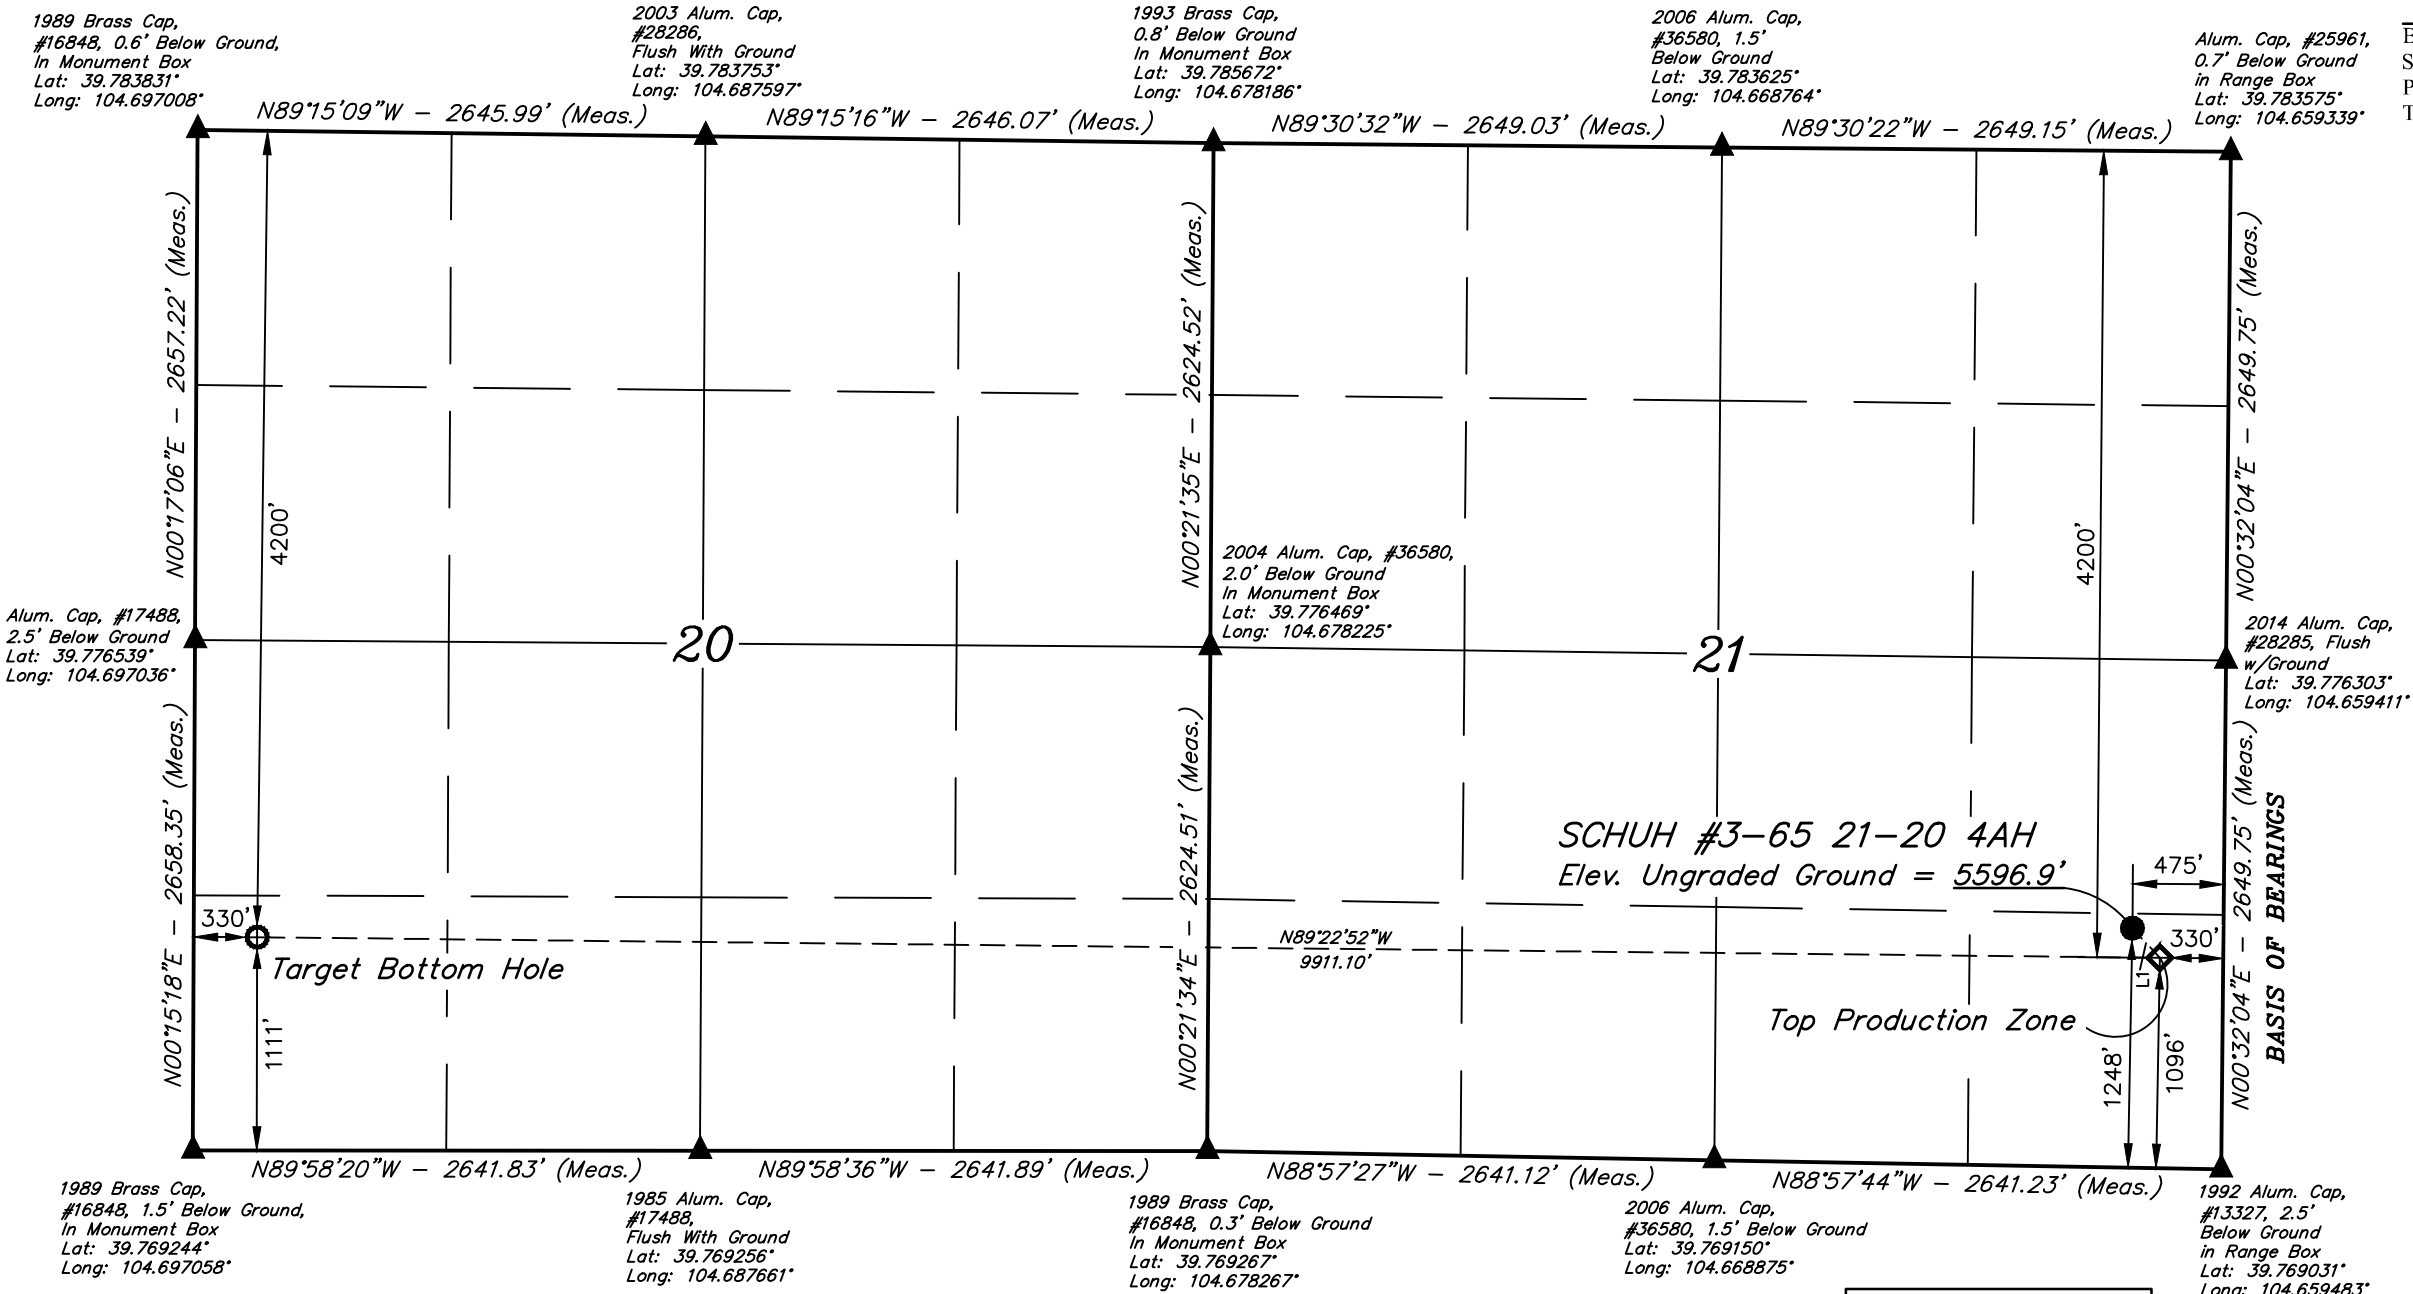 1989 Brass Cap,
#16848, 0.6' Below Ground,
In Monument Box
Lat: 39.783831°
Long: 104.697008°
2003 Alum. Cap,
#28286,
Flush With Ground
Lat: 39.783753°
Long: 104.687597°
1993 Brass Cap,
0.8' Below Ground
In Monument Box
Lat: 39.785672°
Long: 104.678186°
2006 Alum. Cap,
#36580, 1.5'
Below Ground
Lat: 39.783625°
Long: 104.668764°
Alum. Cap, #25961,
0.7' Below Ground
in Range Box
Lat: 39.783575°
Long: 104.659339°
N89°15'09"W – 2645.99' (Meas.)
N89°15'16"W – 2646.07' (Meas.)
N89°30'32"W – 2649.03' (Meas.)
N89°30'22"W – 2649.15' (Meas.)
N00°17'06"E – 2657.22' (Meas.)
4200'
N00°21'35"E – 2624.52' (Meas.)
4200'
N00°32'04"E – 2649.75' (Meas.)
2004 Alum. Cap, #36580,
2.0' Below Ground
In Monument Box
Lat: 39.776469°
Long: 104.678225°
Alum. Cap, #17488,
2.5' Below Ground
Lat: 39.776539°
Long: 104.697036°
20
21
2014 Alum. Cap,
#28285, Flush
w/Ground
Lat: 39.776303°
Long: 104.659411°
N00°15'18"E – 2658.35' (Meas.)
N00°21'34"E – 2624.51' (Meas.)
N00°32'04"E – 2649.75' (Meas.)
BASIS OF BEARINGS
SCHUH #3-65 21-20 4AH
Elev. Ungraded Ground = 5596.9'
475'
330'
330'
Target Bottom Hole
N89°22'52"W
9911.10'
L1
Top Production Zone
1111'
1248'
1096'
N89°58'20"W – 2641.83' (Meas.)
N89°58'36"W – 2641.89' (Meas.)
N88°57'27"W – 2641.12' (Meas.)
N88°57'44"W – 2641.23' (Meas.)
1989 Brass Cap,
#16848, 1.5' Below Ground,
In Monument Box
Lat: 39.769244°
Long: 104.697058°
1985 Alum. Cap,
#17488,
Flush With Ground
Lat: 39.769256°
Long: 104.687661°
1989 Brass Cap,
#16848, 0.3' Below Ground
In Monument Box
Lat: 39.769267°
Long: 104.678267°
2006 Alum. Cap,
#36580, 1.5' Below Ground
Lat: 39.769150°
Long: 104.668875°
1992 Alum. Cap,
#13327, 2.5'
Below Ground
in Range Box
Lat: 39.769031°
Long: 104.659483°